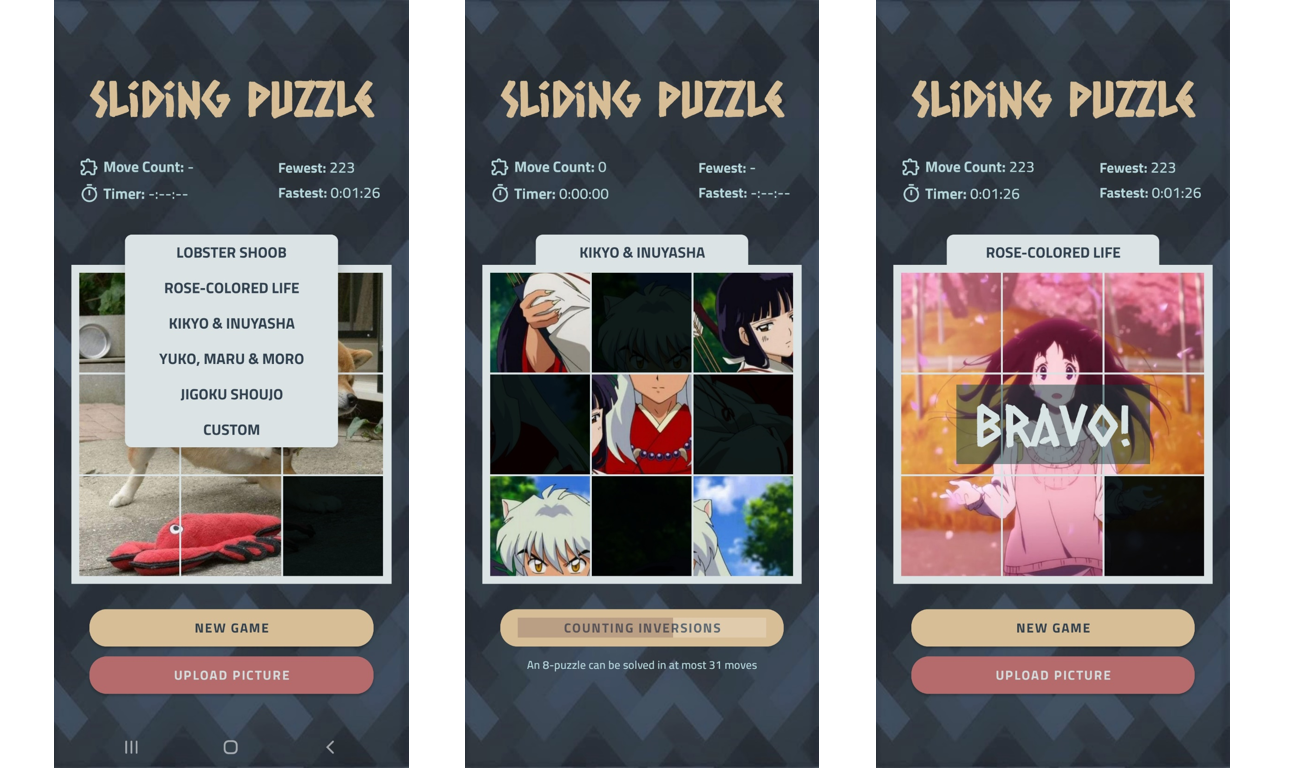 SLiDiNG PUZZLE
Move Count: -
Fewest: 223
Timer: -:--:--
Fastest: 0:01:26
LOBSTER SHOOB
ROSE-COLORED LIFE
KIKYO & INUYASHA
YUKO, MARU & MORO
JIGOKU SHOUJO
CUSTOM
NEW GAME
UPLOAD PICTURE
SLiDiNG PUZZLE
Move Count: 0
Fewest: -
Timer: 0:00:00
Fastest: -:--:--
KIKYO & INUYASHA
COUNTING INVERSIONS
An 8-puzzle can be solved in at most 31 moves
SLiDiNG PUZZLE
Move Count: 223
Fewest: 223
Timer: 0:01:26
Fastest: 0:01:26
ROSE-COLORED LIFE
BRAVO!
NEW GAME
UPLOAD PICTURE